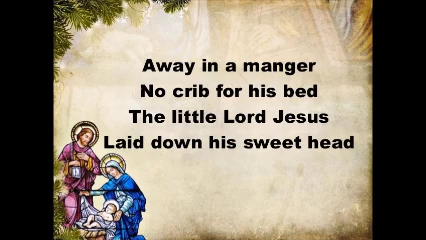 Away in a manger
No crib for his bed
The little Lord Jesus
Laid down his sweet head